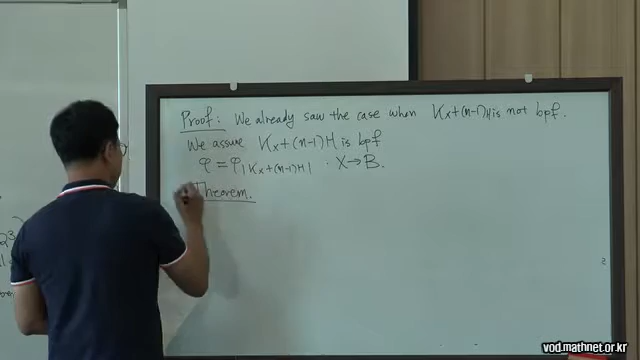 Proof: We already saw the case when Kx+(n-1)H is not bpf.
We assume Kx+(n-1)H is bpf
φ = φ|Kx+(n-1)H| : X→B.
Theorem.
vod.mathnet.or.kr